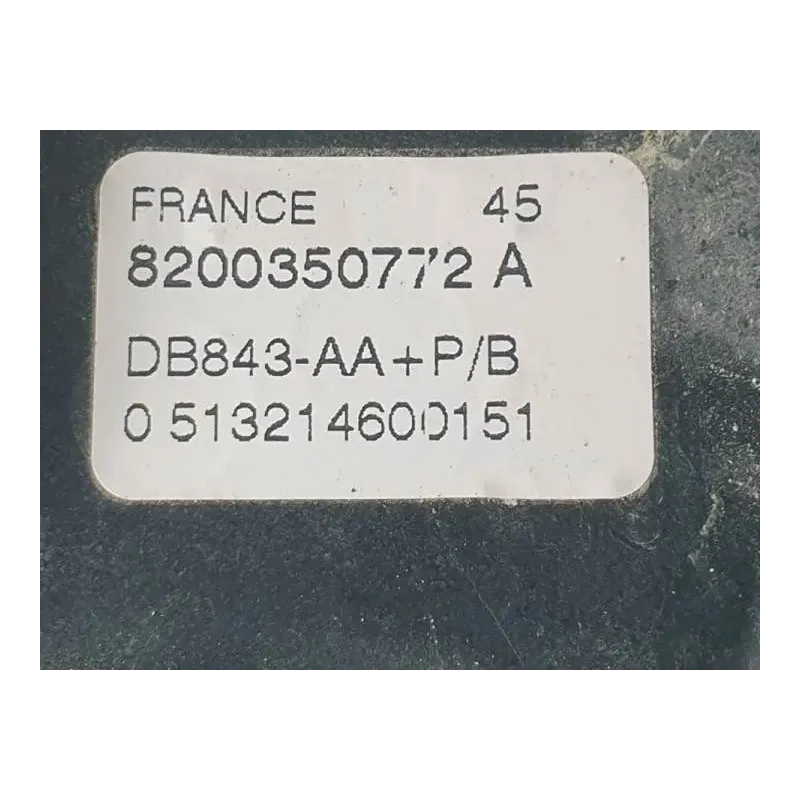 FRANCE 45
8200350772 A
DB843-AA+P/B
0 513214600151